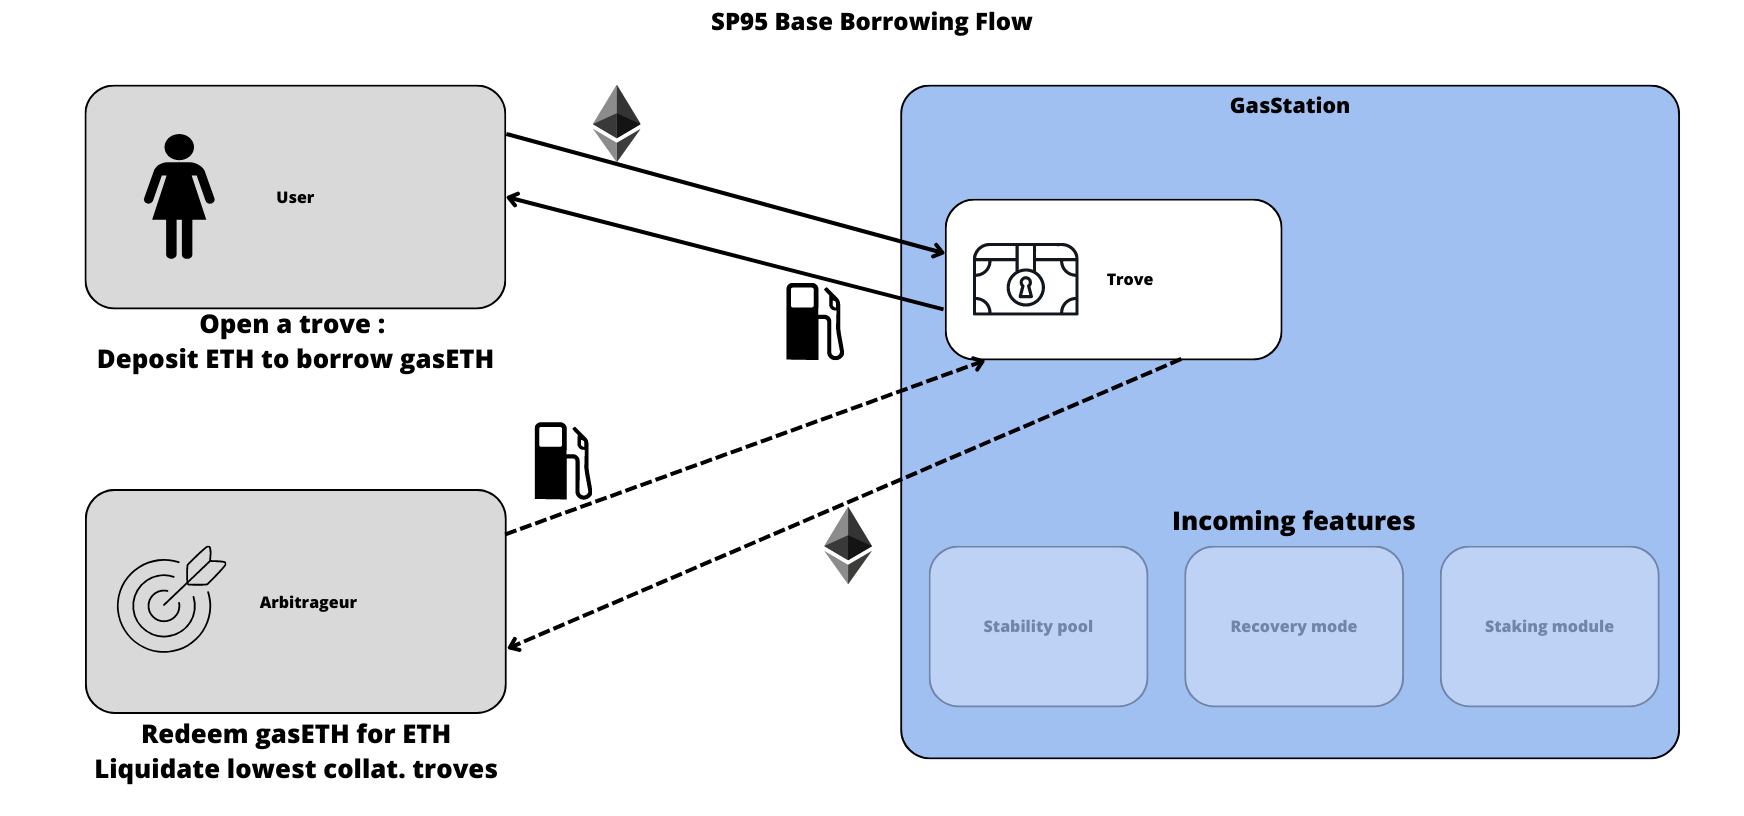 SP95 Base Borrowing Flow
User
Open a trove :
Deposit ETH to borrow gasETH
GasStation
Trove
Arbitrageur
Redeem gasETH for ETH
Liquidate lowest collat. troves
Incoming features
Stability pool
Recovery mode
Staking module